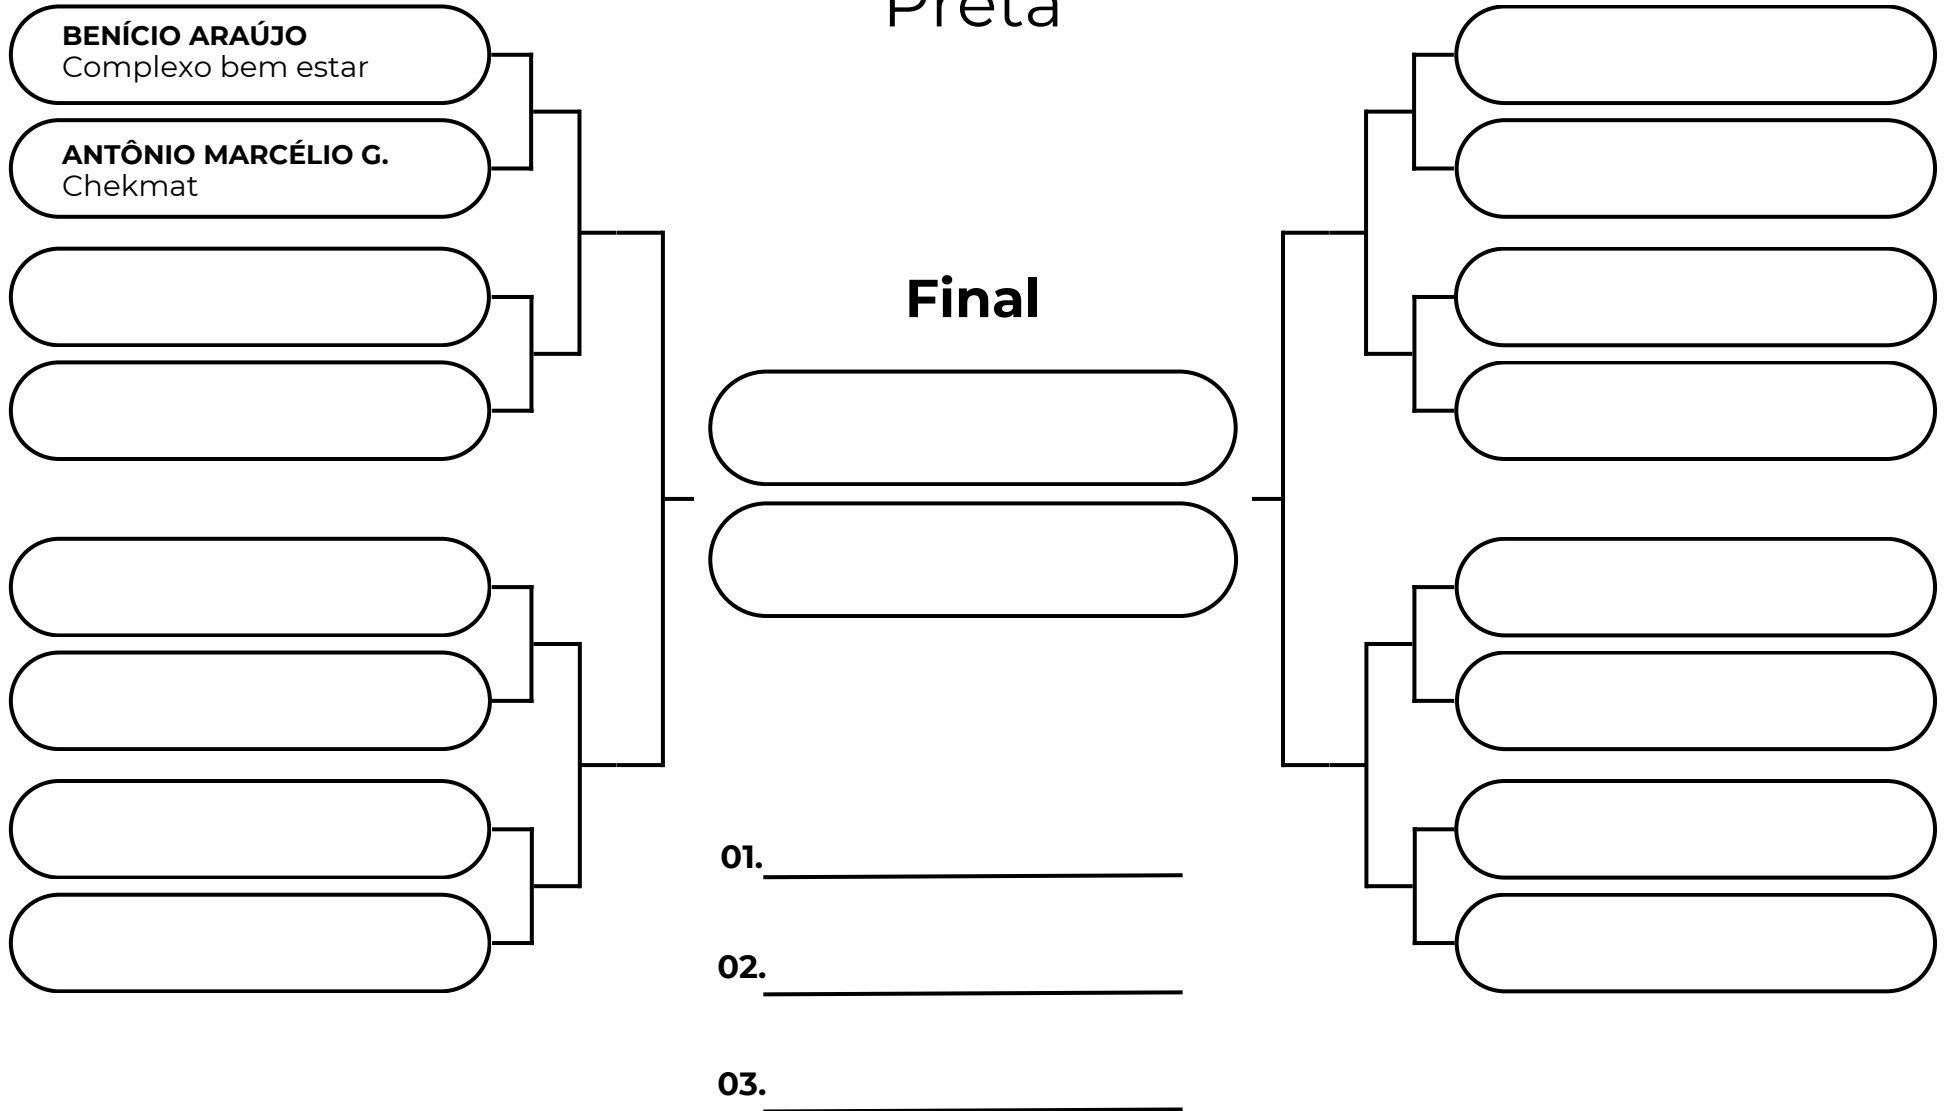 Preta
BENÍCIO ARAÚJO
Complexo bem estar
ANTÔNIO MARCÉLIO G.
Chekmat
Final
01.
02.
03.